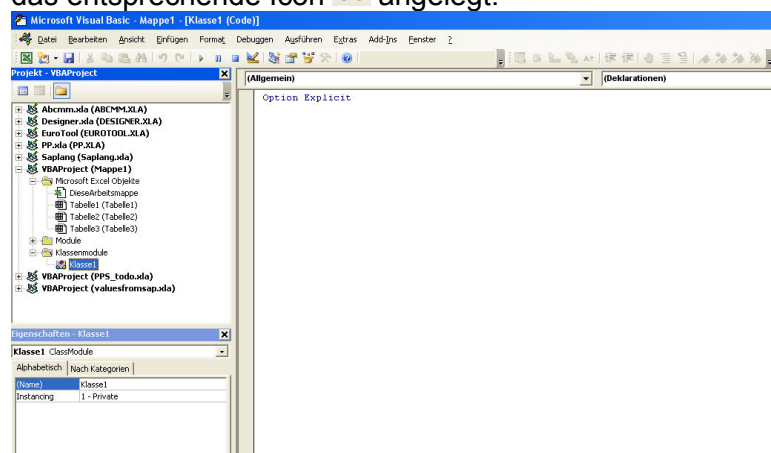 das entsprechende Icon angelegt.
Microsoft Visual Basic - Mappe1 - [Klasse1 (Code)]
Datei Bearbeiten Ansicht Einfügen Format Debuggen Ausführen Extras Add-Ins Fenster ?
Projekt - VBAProject
(Allgemein) (Deklarationen)
Option Explicit
Abcmm.xla (ABCMM.XLA)
Designer.xla (DESIGNER.XLA)
EuroTool (EUROTOOL.XLA)
PP.xla (PP.XLA)
Saplang (Saplang.xla)
VBAProject (Mappe1)
Microsoft Excel Objekte
DieseArbeitsmappe
Tabelle1 (Tabelle1)
Tabelle2 (Tabelle2)
Tabelle3 (Tabelle3)
Module
Klassenmodule
Klasse1
VBAProject (PPS_todo.xla)
VBAProject (valuesfromsap.xla)
Eigenschaften - Klasse1
Klasse1 ClassModule
Alphabetisch Nach Kategorien
(Name) Klasse1
Instancing 1 - Private